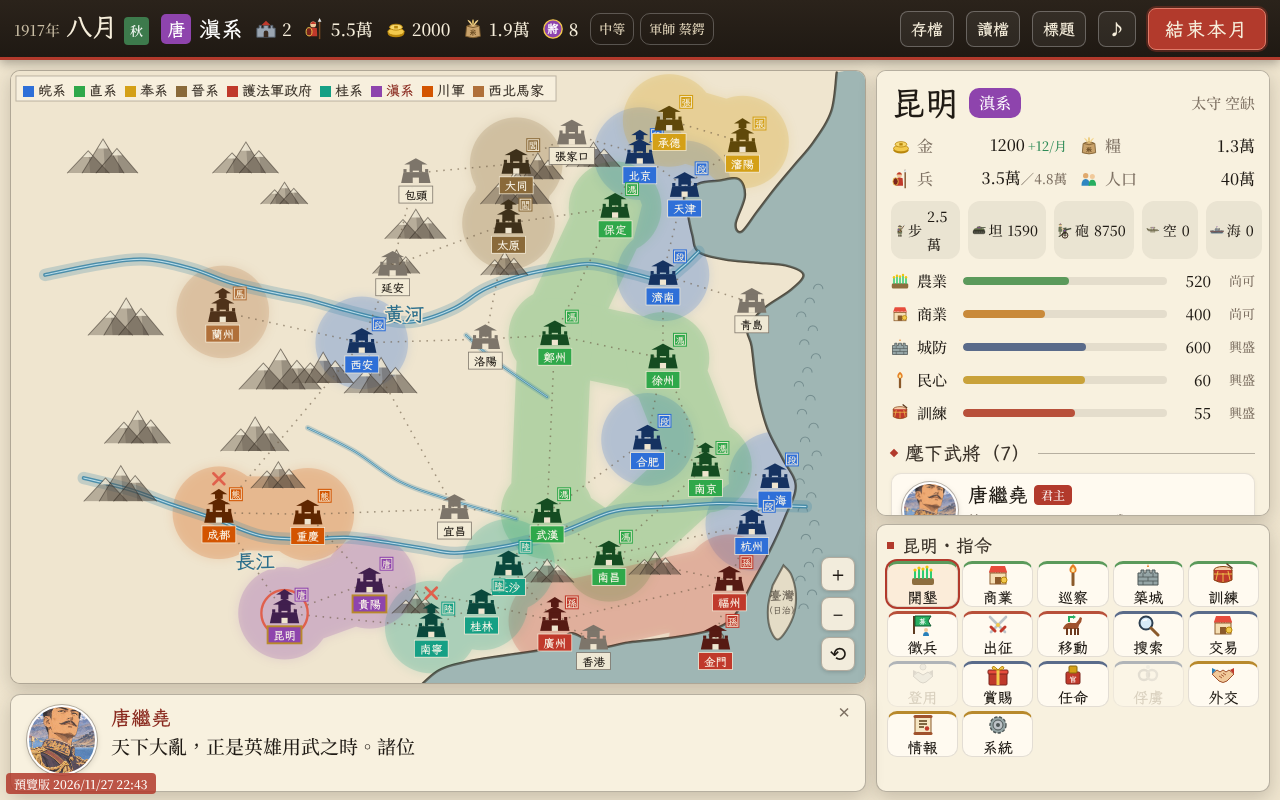 1917年 八月 秋 唐 滇系 2 5.5萬 2000 1.9萬 將 8 中等 軍師 蔡鍔 存檔 讀檔 標題 ♪ 結束本月
皖系 直系 奉系 晉系 護法軍政府 桂系 滇系 川軍 西北馬家
張家口
承德
瀋陽
北京
大同
包頭
天津
保定
太原
延安
濟南
蘭州
黃河
青島
西安
洛陽
鄭州
徐州
合肥
南京
上海
成都
重慶
宜昌
武漢
杭州
長江
南昌
貴陽
長沙
福州
臺灣
(日治)
昆明
桂林
廣州
南寧
香港
金門
+
−
⟲
唐繼堯
天下大亂，正是英雄用武之時。諸位
×
預覽版 2026/11/27 22:43
昆明 滇系 太守 空缺
金 1200 +12/月 糧 1.3萬
兵 3.5萬／4.8萬 人口 40萬
步 2.5萬 坦 1590 砲 8750 空 0 海 0
農業 520 尚可
商業 400 尚可
城防 600 興盛
民心 60 興盛
訓練 55 興盛
麾下武將（7）
唐繼堯 君主
昆明・指令
開墾 商業 巡察 築城 訓練
徵兵 出征 移動 搜索 交易
登用 賞賜 任命 俘虜 外交
情報 系統